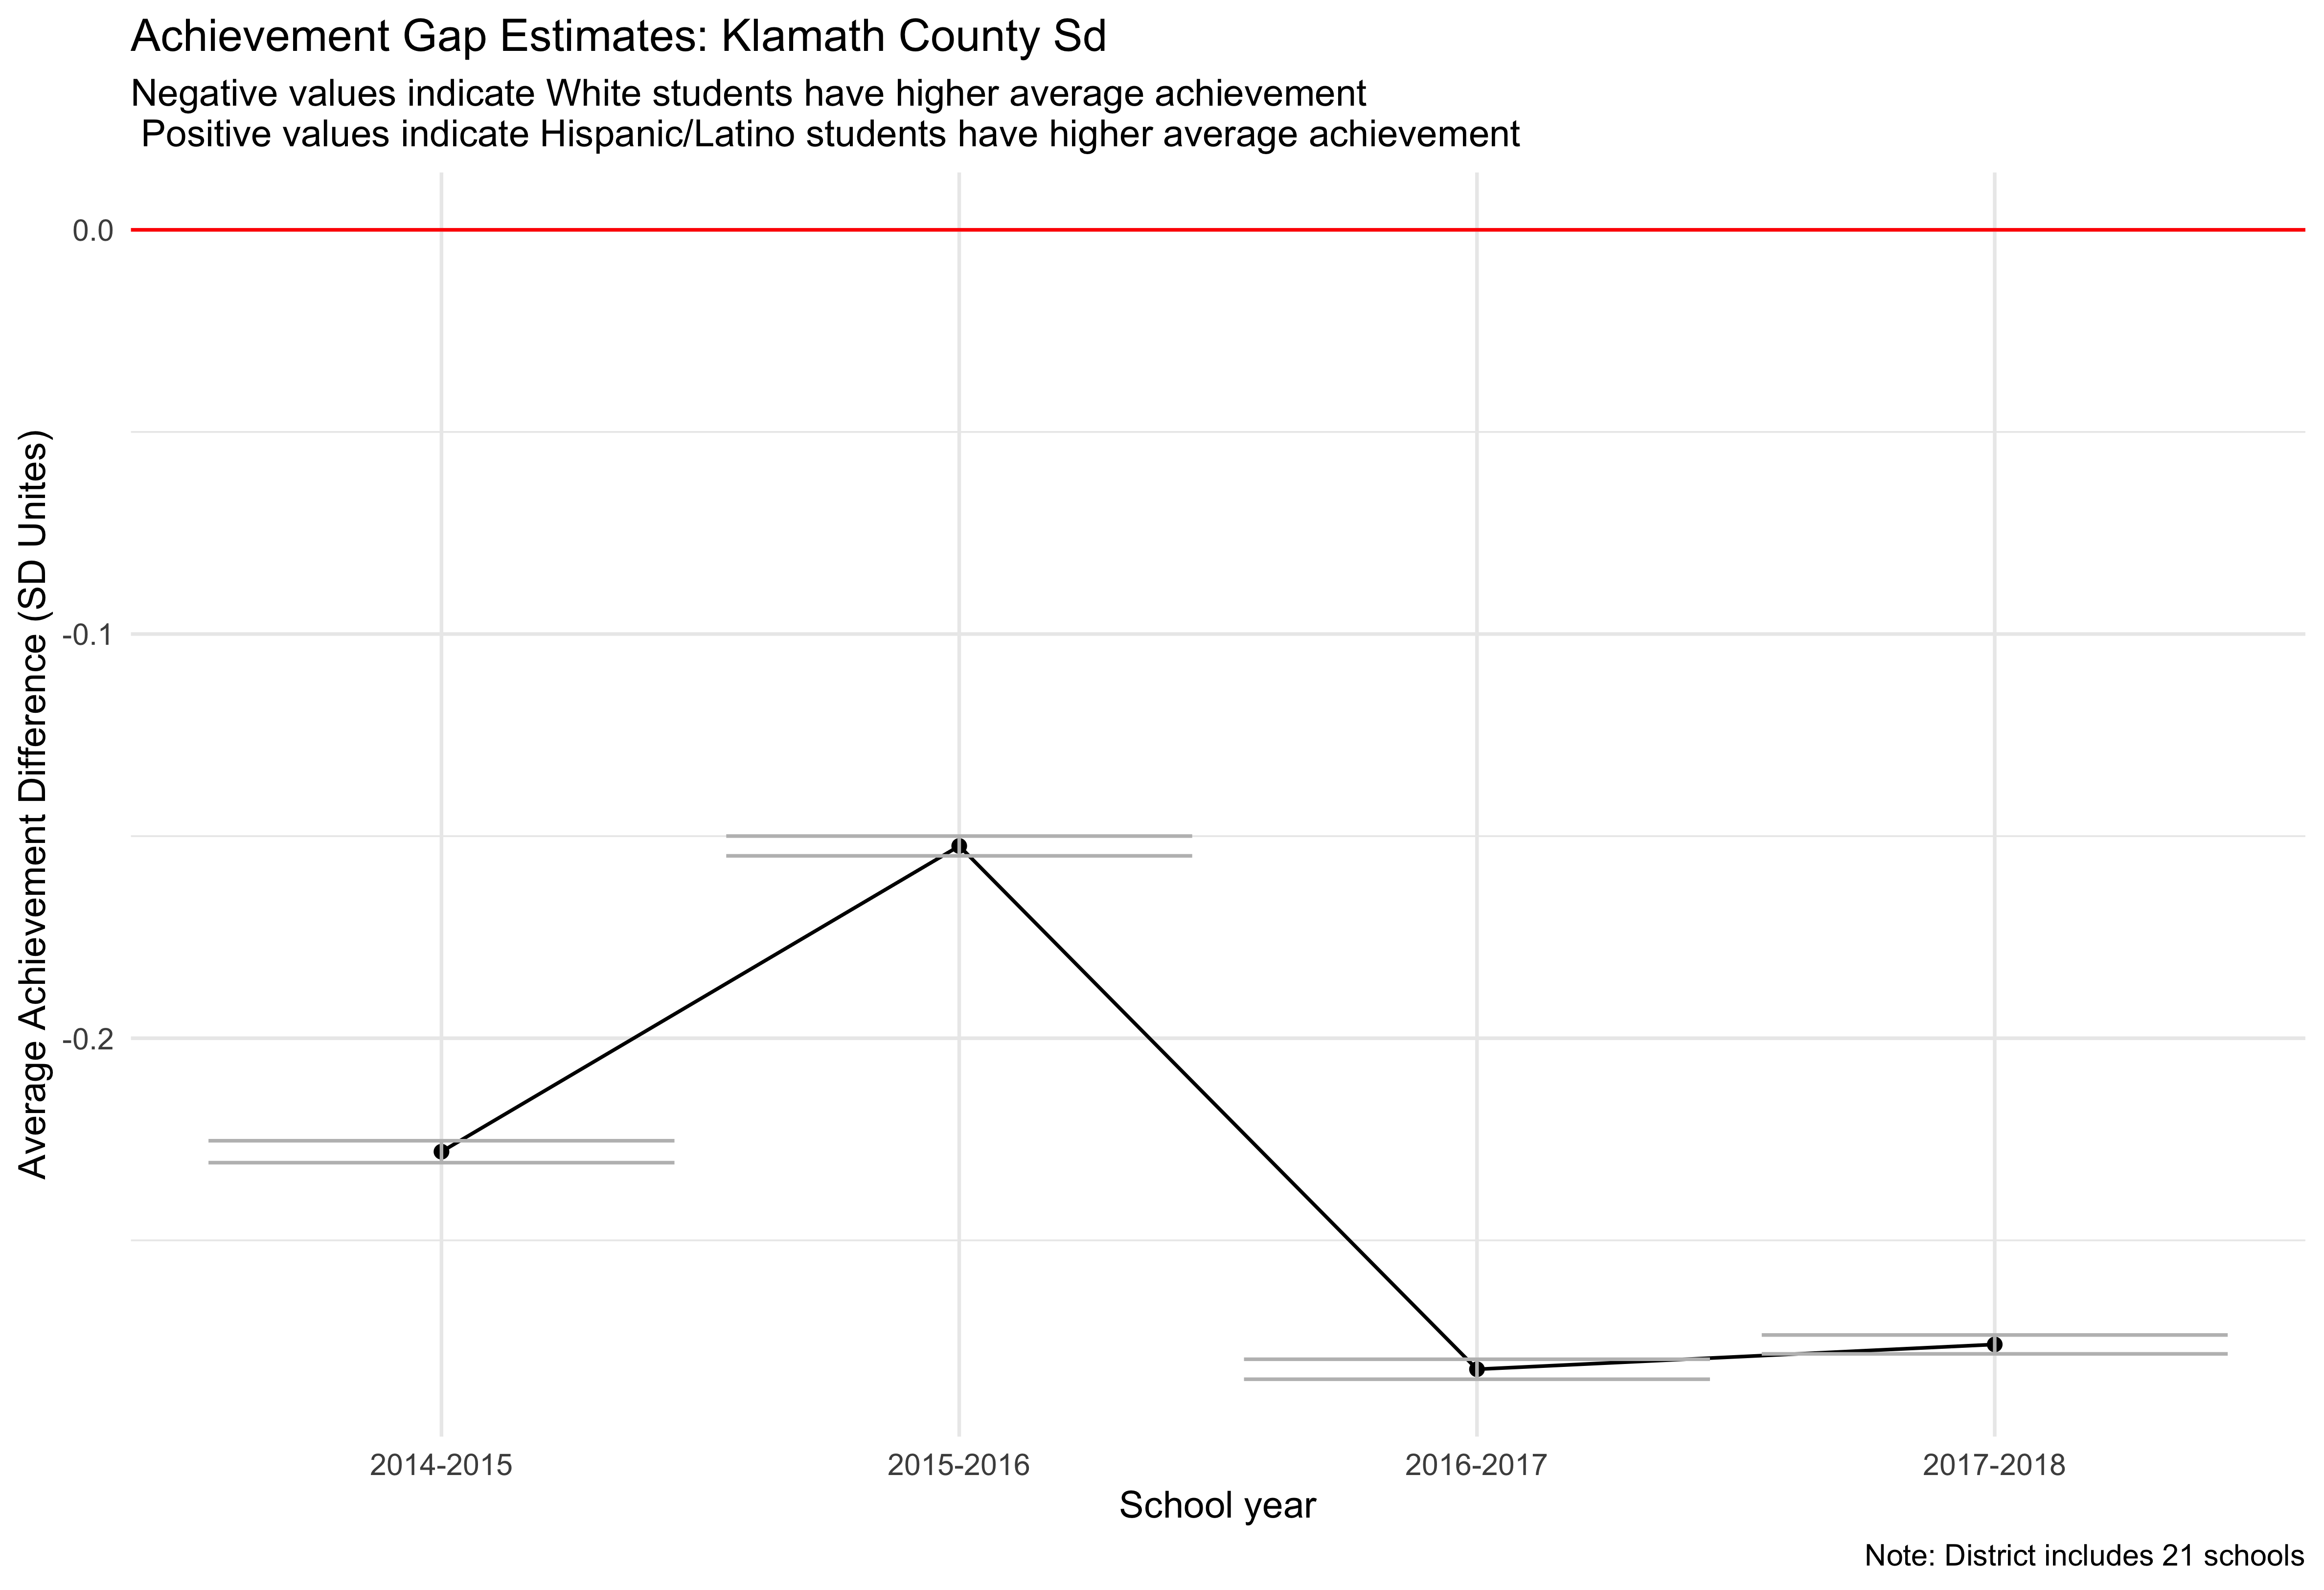 Achievement Gap Estimates: Klamath County Sd
Negative values indicate White students have higher average achievement
Positive values indicate Hispanic/Latino students have higher average achievement
Average Achievement Difference (SD Unites)
0.0
-0.1
-0.2
2014-2015
2015-2016
2016-2017
2017-2018
School year
Note: District includes 21 schools